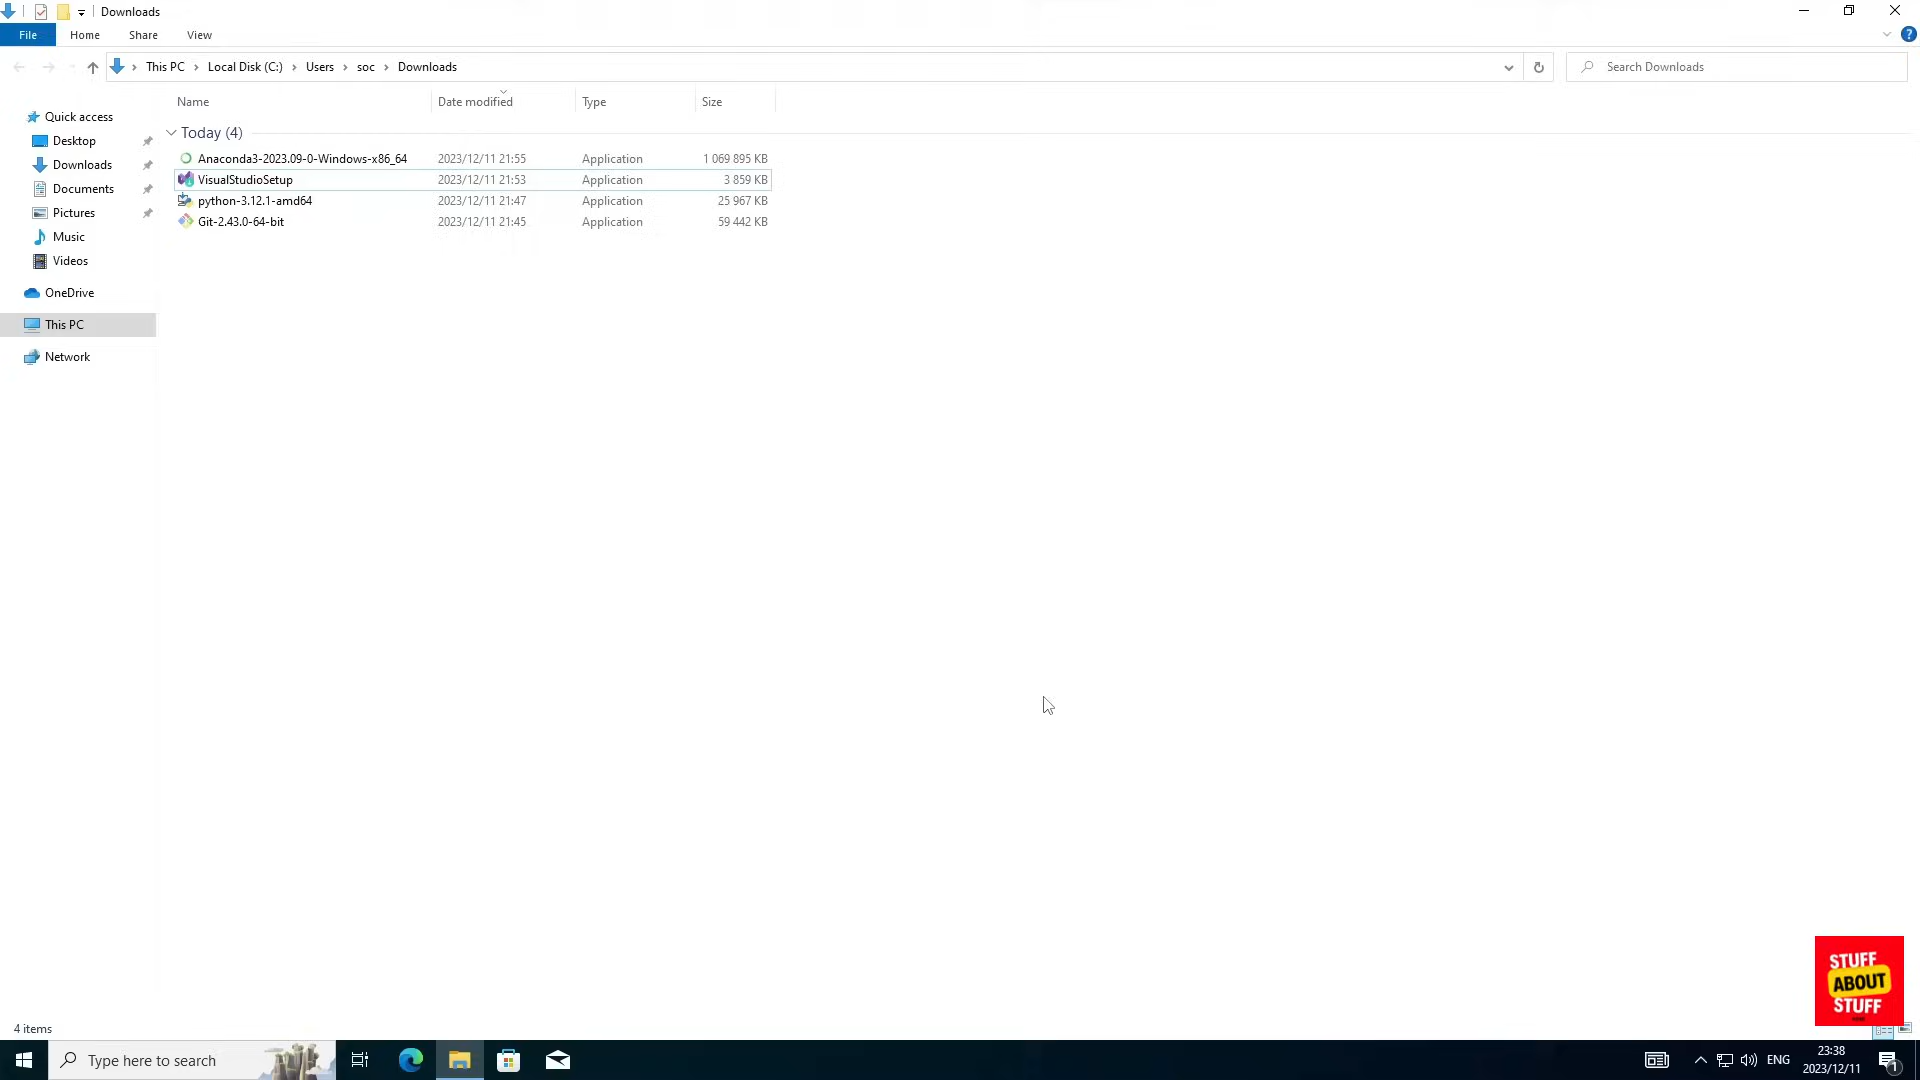 Downloads
File Home Share View
This PC Local Disk (C:) Users soc Downloads
Search Downloads
Name Date modified Type Size
Quick access
Desktop
Downloads
Documents
Pictures
Music
Videos
OneDrive
This PC
Network
Today (4)
Anaconda3-2023.09-0-Windows-x86_64 2023/12/11 21:55 Application 1 069 895 KB
VisualStudioSetup 2023/12/11 21:53 Application 3 859 KB
python-3.12.1-amd64 2023/12/11 21:47 Application 25 967 KB
Git-2.43.0-64-bit 2023/12/11 21:45 Application 59 442 KB
STUFF
ABOUT
STUFF
4 items
Type here to search
ENG
23:38
2023/12/11
1